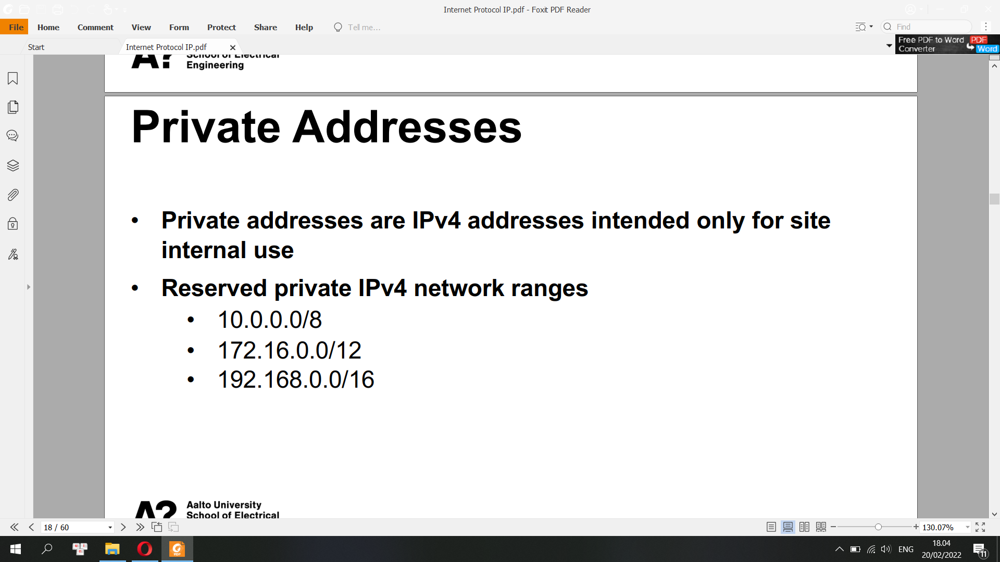 Internet Protocol IP.pdf - Foxit PDF Reader
File Home Comment View Form Protect Share Help Tell me... Find
Start Internet Protocol IP.pdf
Free PDF to Word Converter PDF Word
School of Electrical
Engineering
Private Addresses
• Private addresses are IPv4 addresses intended only for site
internal use
• Reserved private IPv4 network ranges
• 10.0.0.0/8
• 172.16.0.0/12
• 192.168.0.0/16
A? Aalto University
School of Electrical
18 / 60 130.07%
ENG
18.04
20/02/2022
11